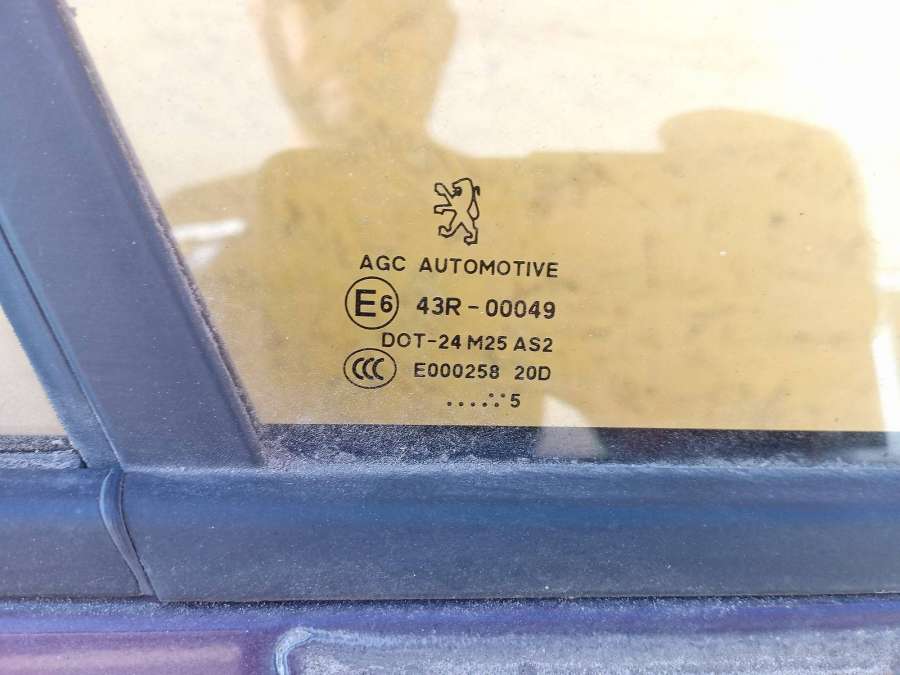 AGC AUTOMOTIVE
E6 43R-00049
DOT-24 M25 AS2
CCC E000258 20D
.....:·5